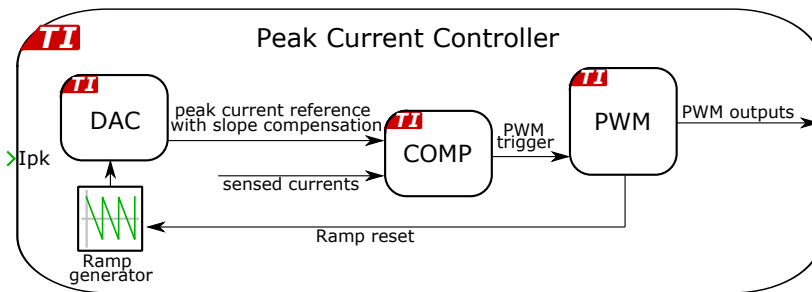 TI
Peak Current Controller
TI
DAC
peak current reference
with slope compensation
TI
COMP
PWM
trigger
TI
PWM
PWM outputs
Ipk
sensed currents
Ramp reset
Ramp
generator